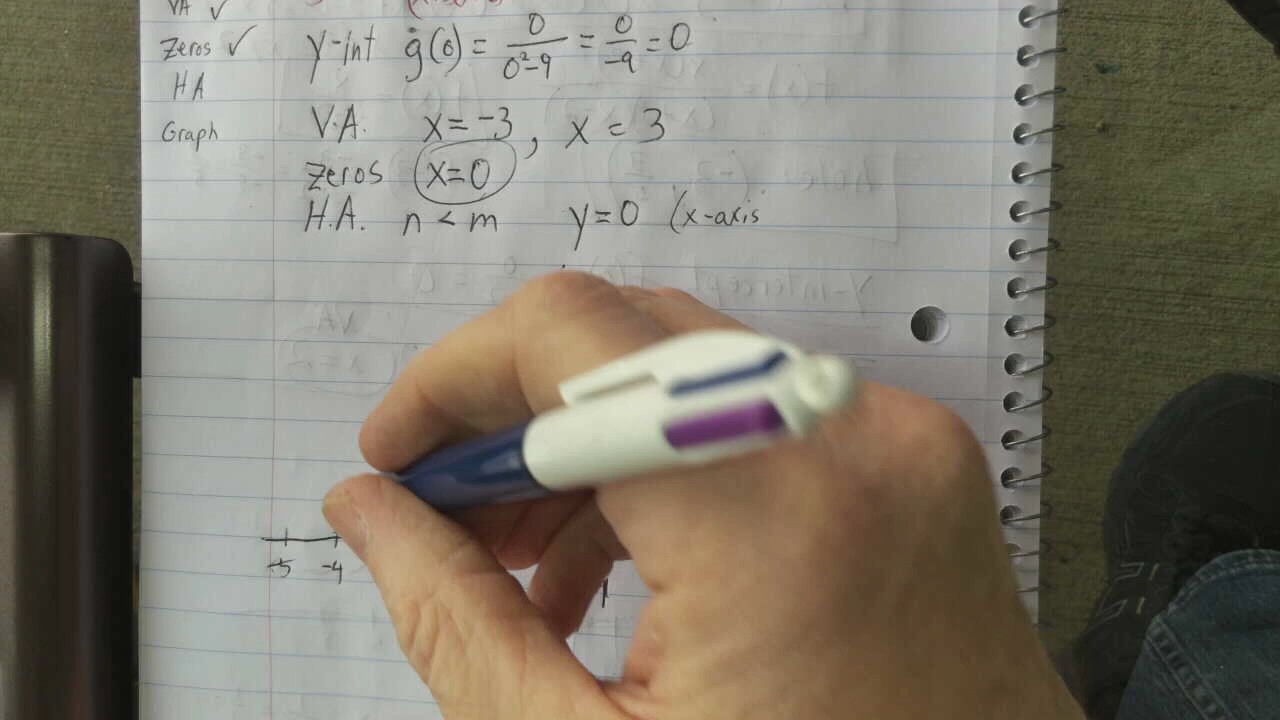 VA ✓
Zeros ✓
HA
Graph
y-int g(0) = 0/(0²-9) = 0/-9 = 0
V.A. x = -3, x = 3
Zeros x=0
H.A. n < m y=0 (x-axis
-5 -4